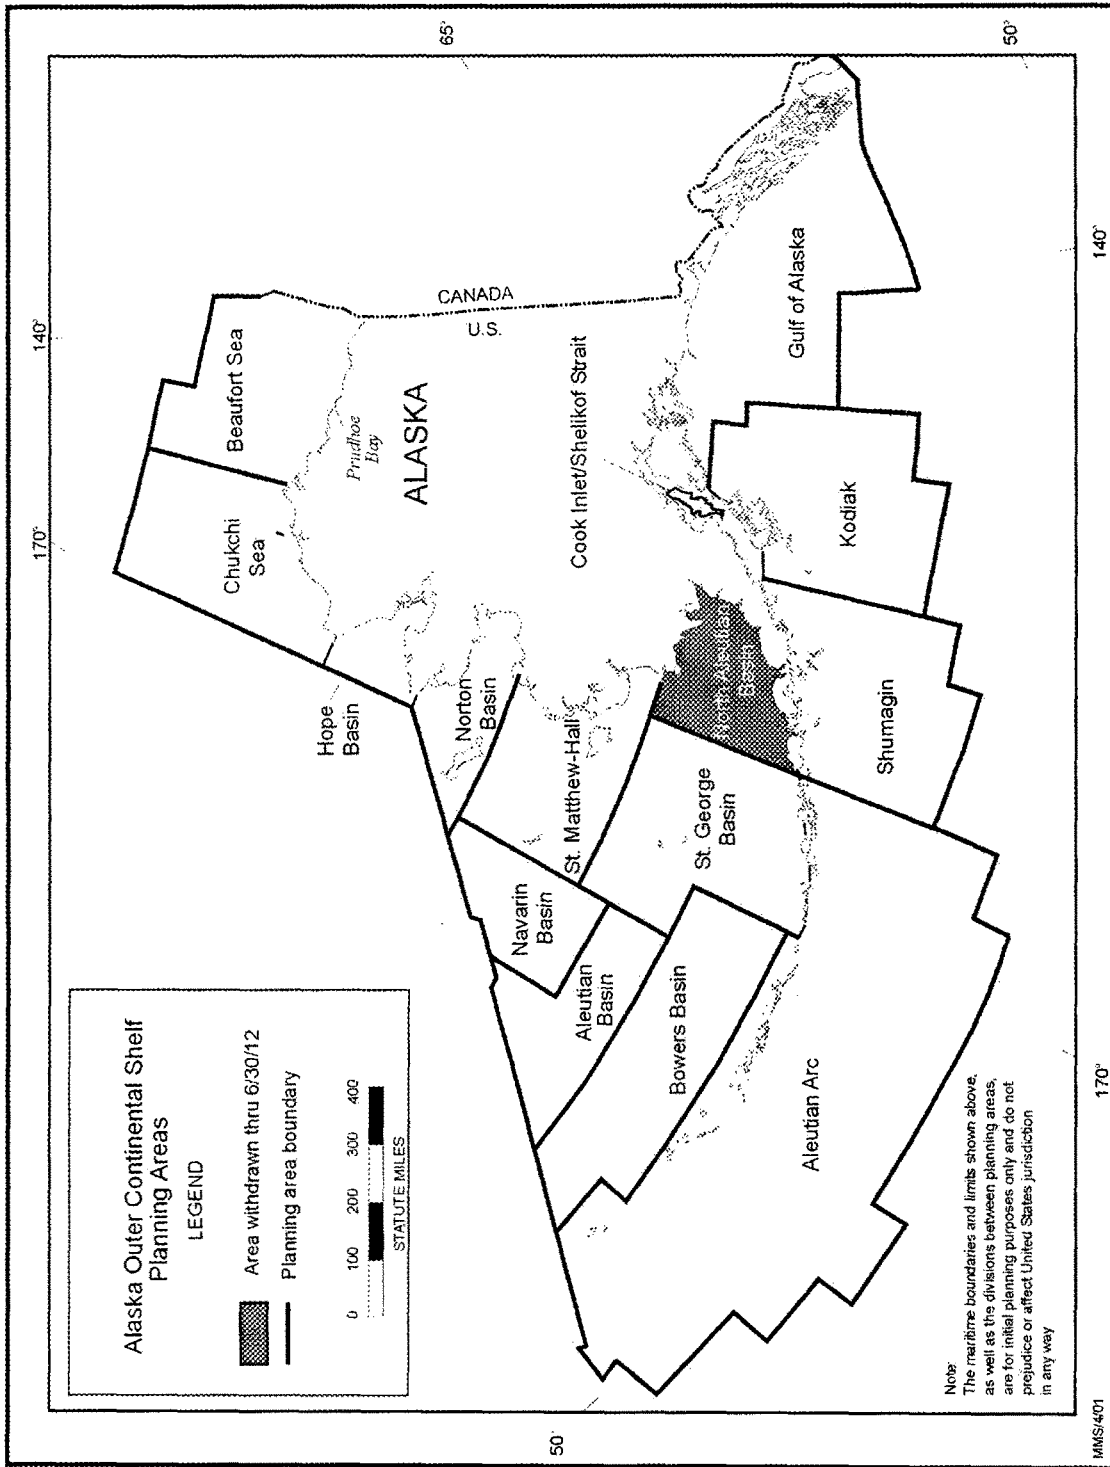 Alaska Outer Continental Shelf
Planning Areas
LEGEND
Area withdrawn thru 6/30/12
Planning area boundary
0 100 200 300 400
STATUTE MILES
170°
140°
65°
50°
50°
170°
140°
Chukchi
Sea
Beaufort Sea
Prudhoe
Bay
ALASKA
CANADA
U.S.
Hope
Basin
Norton
Basin
St. Matthew-Hall
Navarin
Basin
Aleutian
Basin
Bowers Basin
St. George
Basin
North Aleutian
Basin
Cook Inlet/Shelikof Strait
Aleutian Arc
Shumagin
Kodiak
Gulf of Alaska
Note:
The maritime boundaries and limits shown above,
as well as the divisions between planning areas,
are for initial planning purposes only and do not
prejudice or affect United States jurisdiction
in any way
MMS/4/01